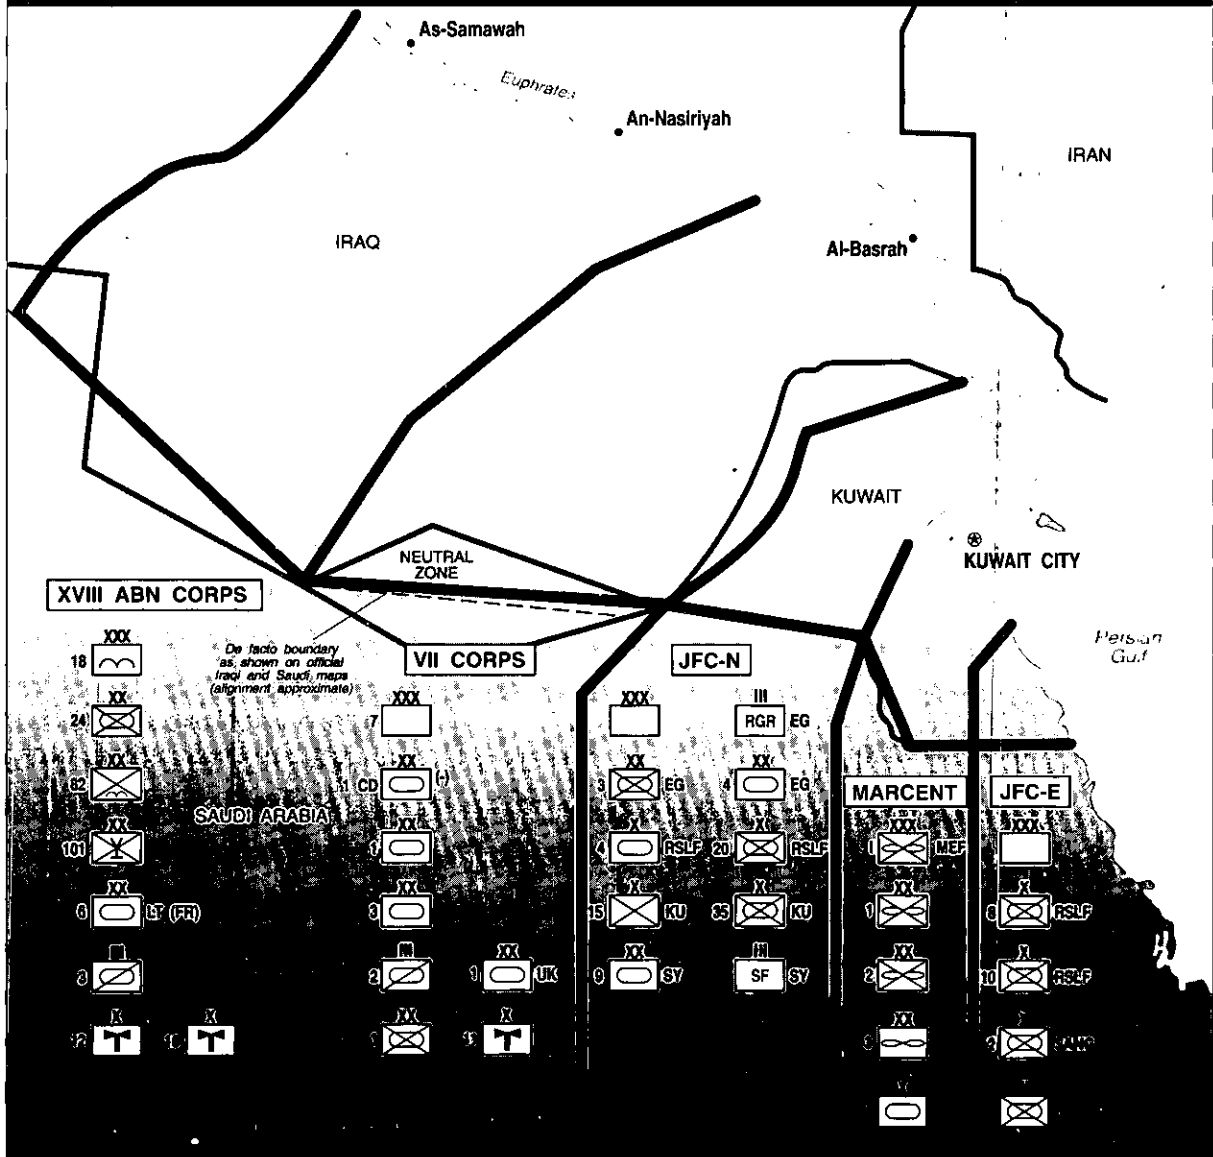 As-Samawah
Euphrates
An-Nasiriyah
IRAN
IRAQ
Al-Basrah
KUWAIT
KUWAIT CITY
NEUTRAL
ZONE
Persian
Gulf
De facto boundary
as shown on official
Iraqi and Saudi maps
(alignment approximate)
SAUDI ARABIA
XVIII ABN CORPS
XXX
18
XX
24
XX
82
XX
101
XX
6 LT (FR)
III
3
X
12
X
VII CORPS
XXX
7
XX
1 CD (-)
XX
1
XX
3
III
2
XX
1 UK
XX
1
X
11
JFC-N
XXX
III
RGR EG
XX
3 EG
XX
4 EG
X
4 RSLF
X
20 RSLF
X
15 KU
X
35 KU
XX
9 SY
III
SF SY
MARCENT
XXX
I MEF
XX
1
XX
2
XX
JFC-E
XXX
X
8 RSLF
X
10 RSLF